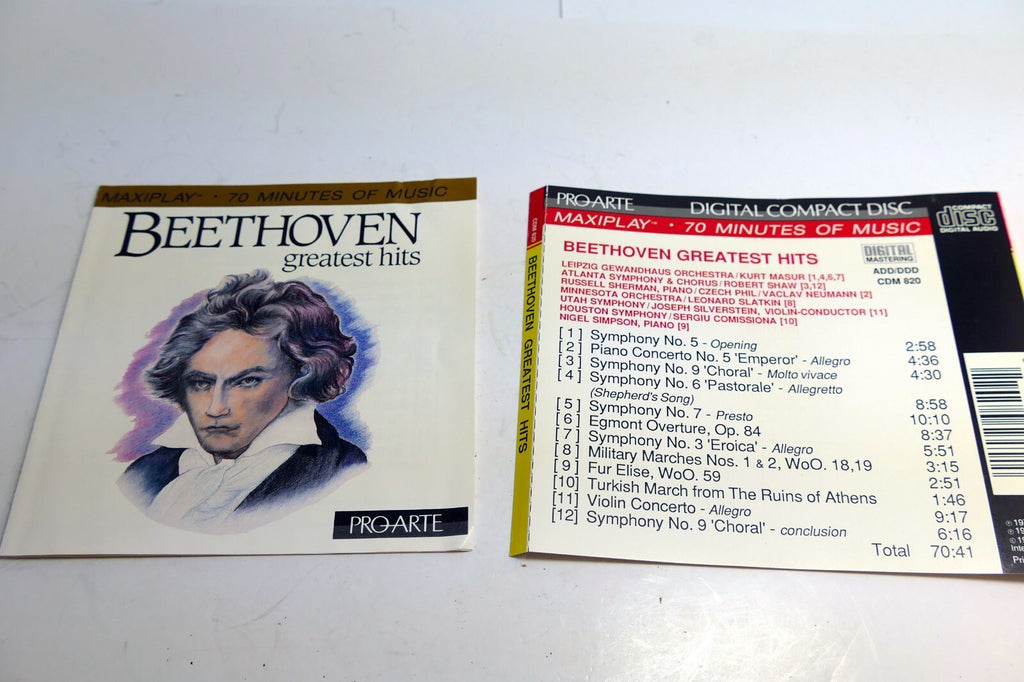 MAXIPLAY™ · 70 MINUTES OF MUSIC
BEETHOVEN
greatest hits
PRO-ARTE
CDM 820
BEETHOVEN GREATEST HITS
PRO-ARTE DIGITAL COMPACT DISC
MAXIPLAY™ · 70 MINUTES OF MUSIC
COMPACT
disc
DIGITAL AUDIO
BEETHOVEN GREATEST HITS
DIGITAL
MASTERING
ADD/DDD
CDM 820
LEIPZIG GEWANDHAUS ORCHESTRA/KURT MASUR [1,4,6,7]
ATLANTA SYMPHONY & CHORUS/ROBERT SHAW [3,12]
RUSSELL SHERMAN, PIANO/CZECH PHIL/VACLAV NEUMANN [2]
MINNESOTA ORCHESTRA/LEONARD SLATKIN [8]
UTAH SYMPHONY/JOSEPH SILVERSTEIN, VIOLIN-CONDUCTOR [11]
HOUSTON SYMPHONY/SERGIU COMISSIONA [10]
NIGEL SIMPSON, PIANO [9]
[1] Symphony No. 5 - Opening 2:58
[2] Piano Concerto No. 5 'Emperor' - Allegro 4:36
[3] Symphony No. 9 'Choral' - Molto vivace 4:30
[4] Symphony No. 6 'Pastorale' - Allegretto
(Shepherd's Song) 8:58
[5] Symphony No. 7 - Presto 10:10
[6] Egmont Overture, Op. 84 8:37
[7] Symphony No. 3 'Eroica' - Allegro 5:51
[8] Military Marches Nos. 1 & 2, WoO. 18,19 3:15
[9] Fur Elise, WoO. 59 2:51
[10] Turkish March from The Ruins of Athens 1:46
[11] Violin Concerto - Allegro 9:17
[12] Symphony No. 9 'Choral' - conclusion 6:16
Total 70:41